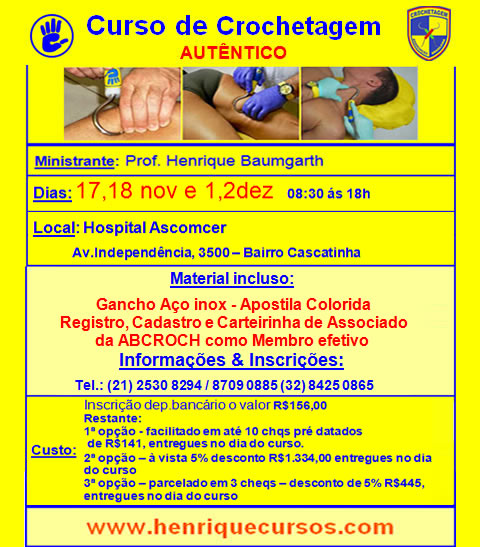 Curso de Crochetagem
CROCHETAGEM
AUTÊNTICO
Ministrante: Prof. Henrique Baumgarth
Dias: 17,18 nov e 1,2dez 08:30 ás 18h
Local: Hospital Ascomcer
Av.Independência, 3500 – Bairro Cascatinha
Material incluso:
Gancho Aço inox - Apostila Colorida
Registro, Cadastro e Carteirinha de Associado
da ABCROCH como Membro efetivo
Informações & Inscrições:
Tel.: (21) 2530 8294 / 8709 0885 (32) 8425 0865
Inscrição dep.bancário o valor R$156,00
Restante:
1ª opção - facilitado em até 10 chqs pré datados
de R$141, entregues no dia do curso.
Custo: 2ª opção – à vista 5% desconto R$1.334,00 entregues no dia
do curso
3ª opção – parcelado em 3 cheqs – desconto de 5% R$445,
entregues no dia do curso
www.henriquecursos.com